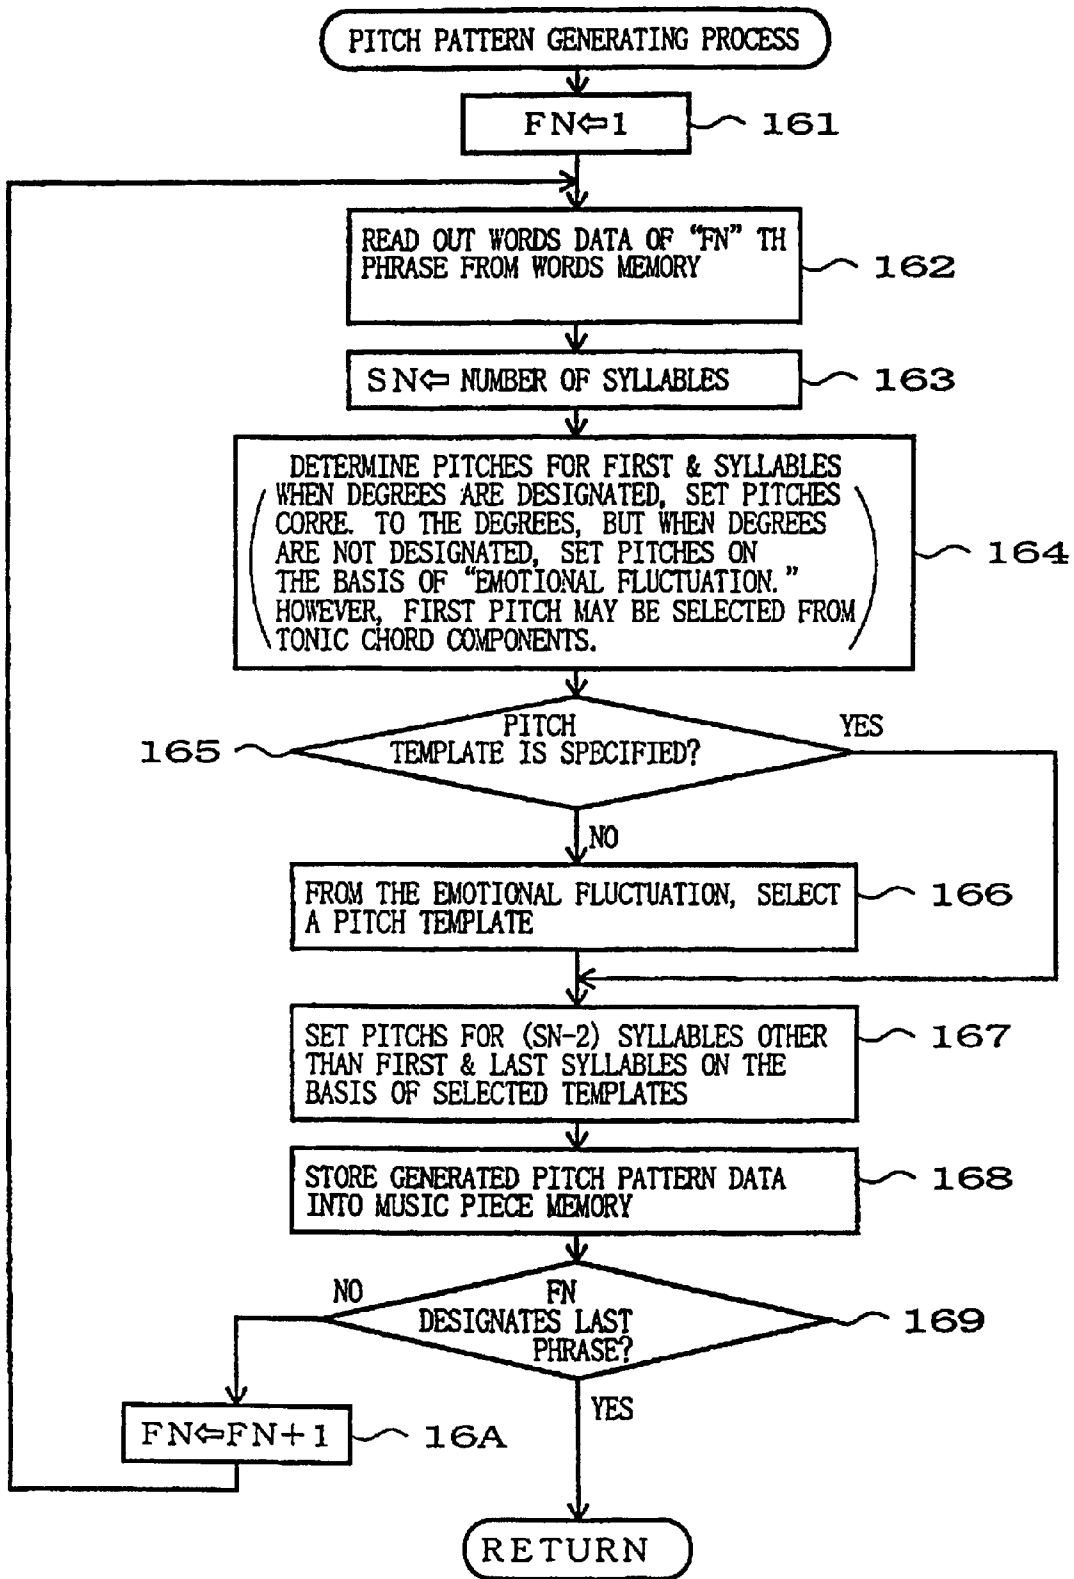 PITCH PATTERN GENERATING PROCESS
FN⇦1
161
READ OUT WORDS DATA OF “FN” TH
PHRASE FROM WORDS MEMORY
162
SN⇦ NUMBER OF SYLLABLES
163
DETERMINE PITCHES FOR FIRST & SYLLABLES
WHEN DEGREES ARE DESIGNATED, SET PITCHES
CORRE. TO THE DEGREES, BUT WHEN DEGREES
ARE NOT DESIGNATED, SET PITCHES ON
THE BASIS OF “EMOTIONAL FLUCTUATION.”
HOWEVER, FIRST PITCH MAY BE SELECTED FROM
TONIC CHORD COMPONENTS.
164
165
PITCH
TEMPLATE IS SPECIFIED?
YES
NO
FROM THE EMOTIONAL FLUCTUATION, SELECT
A PITCH TEMPLATE
166
SET PITCHS FOR (SN-2) SYLLABLES OTHER
THAN FIRST & LAST SYLLABLES ON THE
BASIS OF SELECTED TEMPLATES
167
STORE GENERATED PITCH PATTERN DATA
INTO MUSIC PIECE MEMORY
168
NO
FN
DESIGNATES LAST
PHRASE?
169
YES
FN⇦FN+1
16A
RETURN